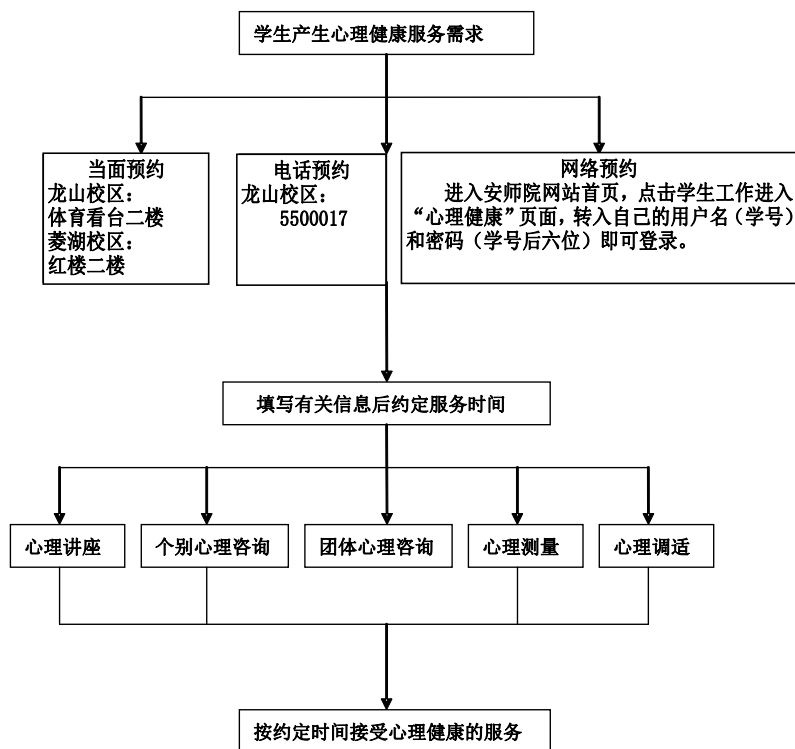 学生产生心理健康服务需求
当面预约
龙山校区：
体育看台二楼
菱湖校区：
红楼二楼
电话预约
龙山校区：
5500017
网络预约
进入安师院网站首页，点击学生工作进入
“心理健康”页面，转入自己的用户名（学号）
和密码（学号后六位）即可登录。
填写有关信息后约定服务时间
心理讲座
个别心理咨询
团体心理咨询
心理测量
心理调适
按约定时间接受心理健康的服务